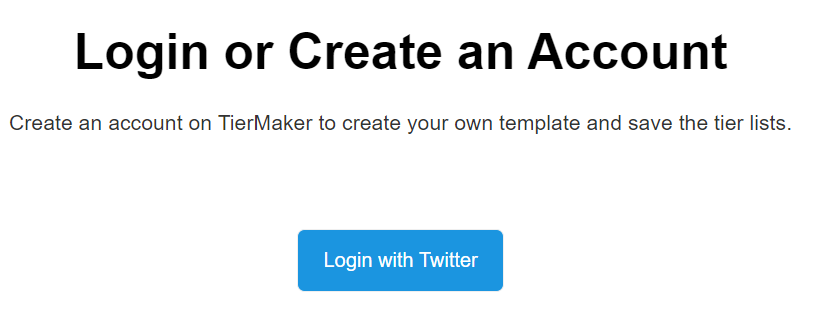 Login or Create an Account
Create an account on TierMaker to create your own template and save the tier lists.
Login with Twitter